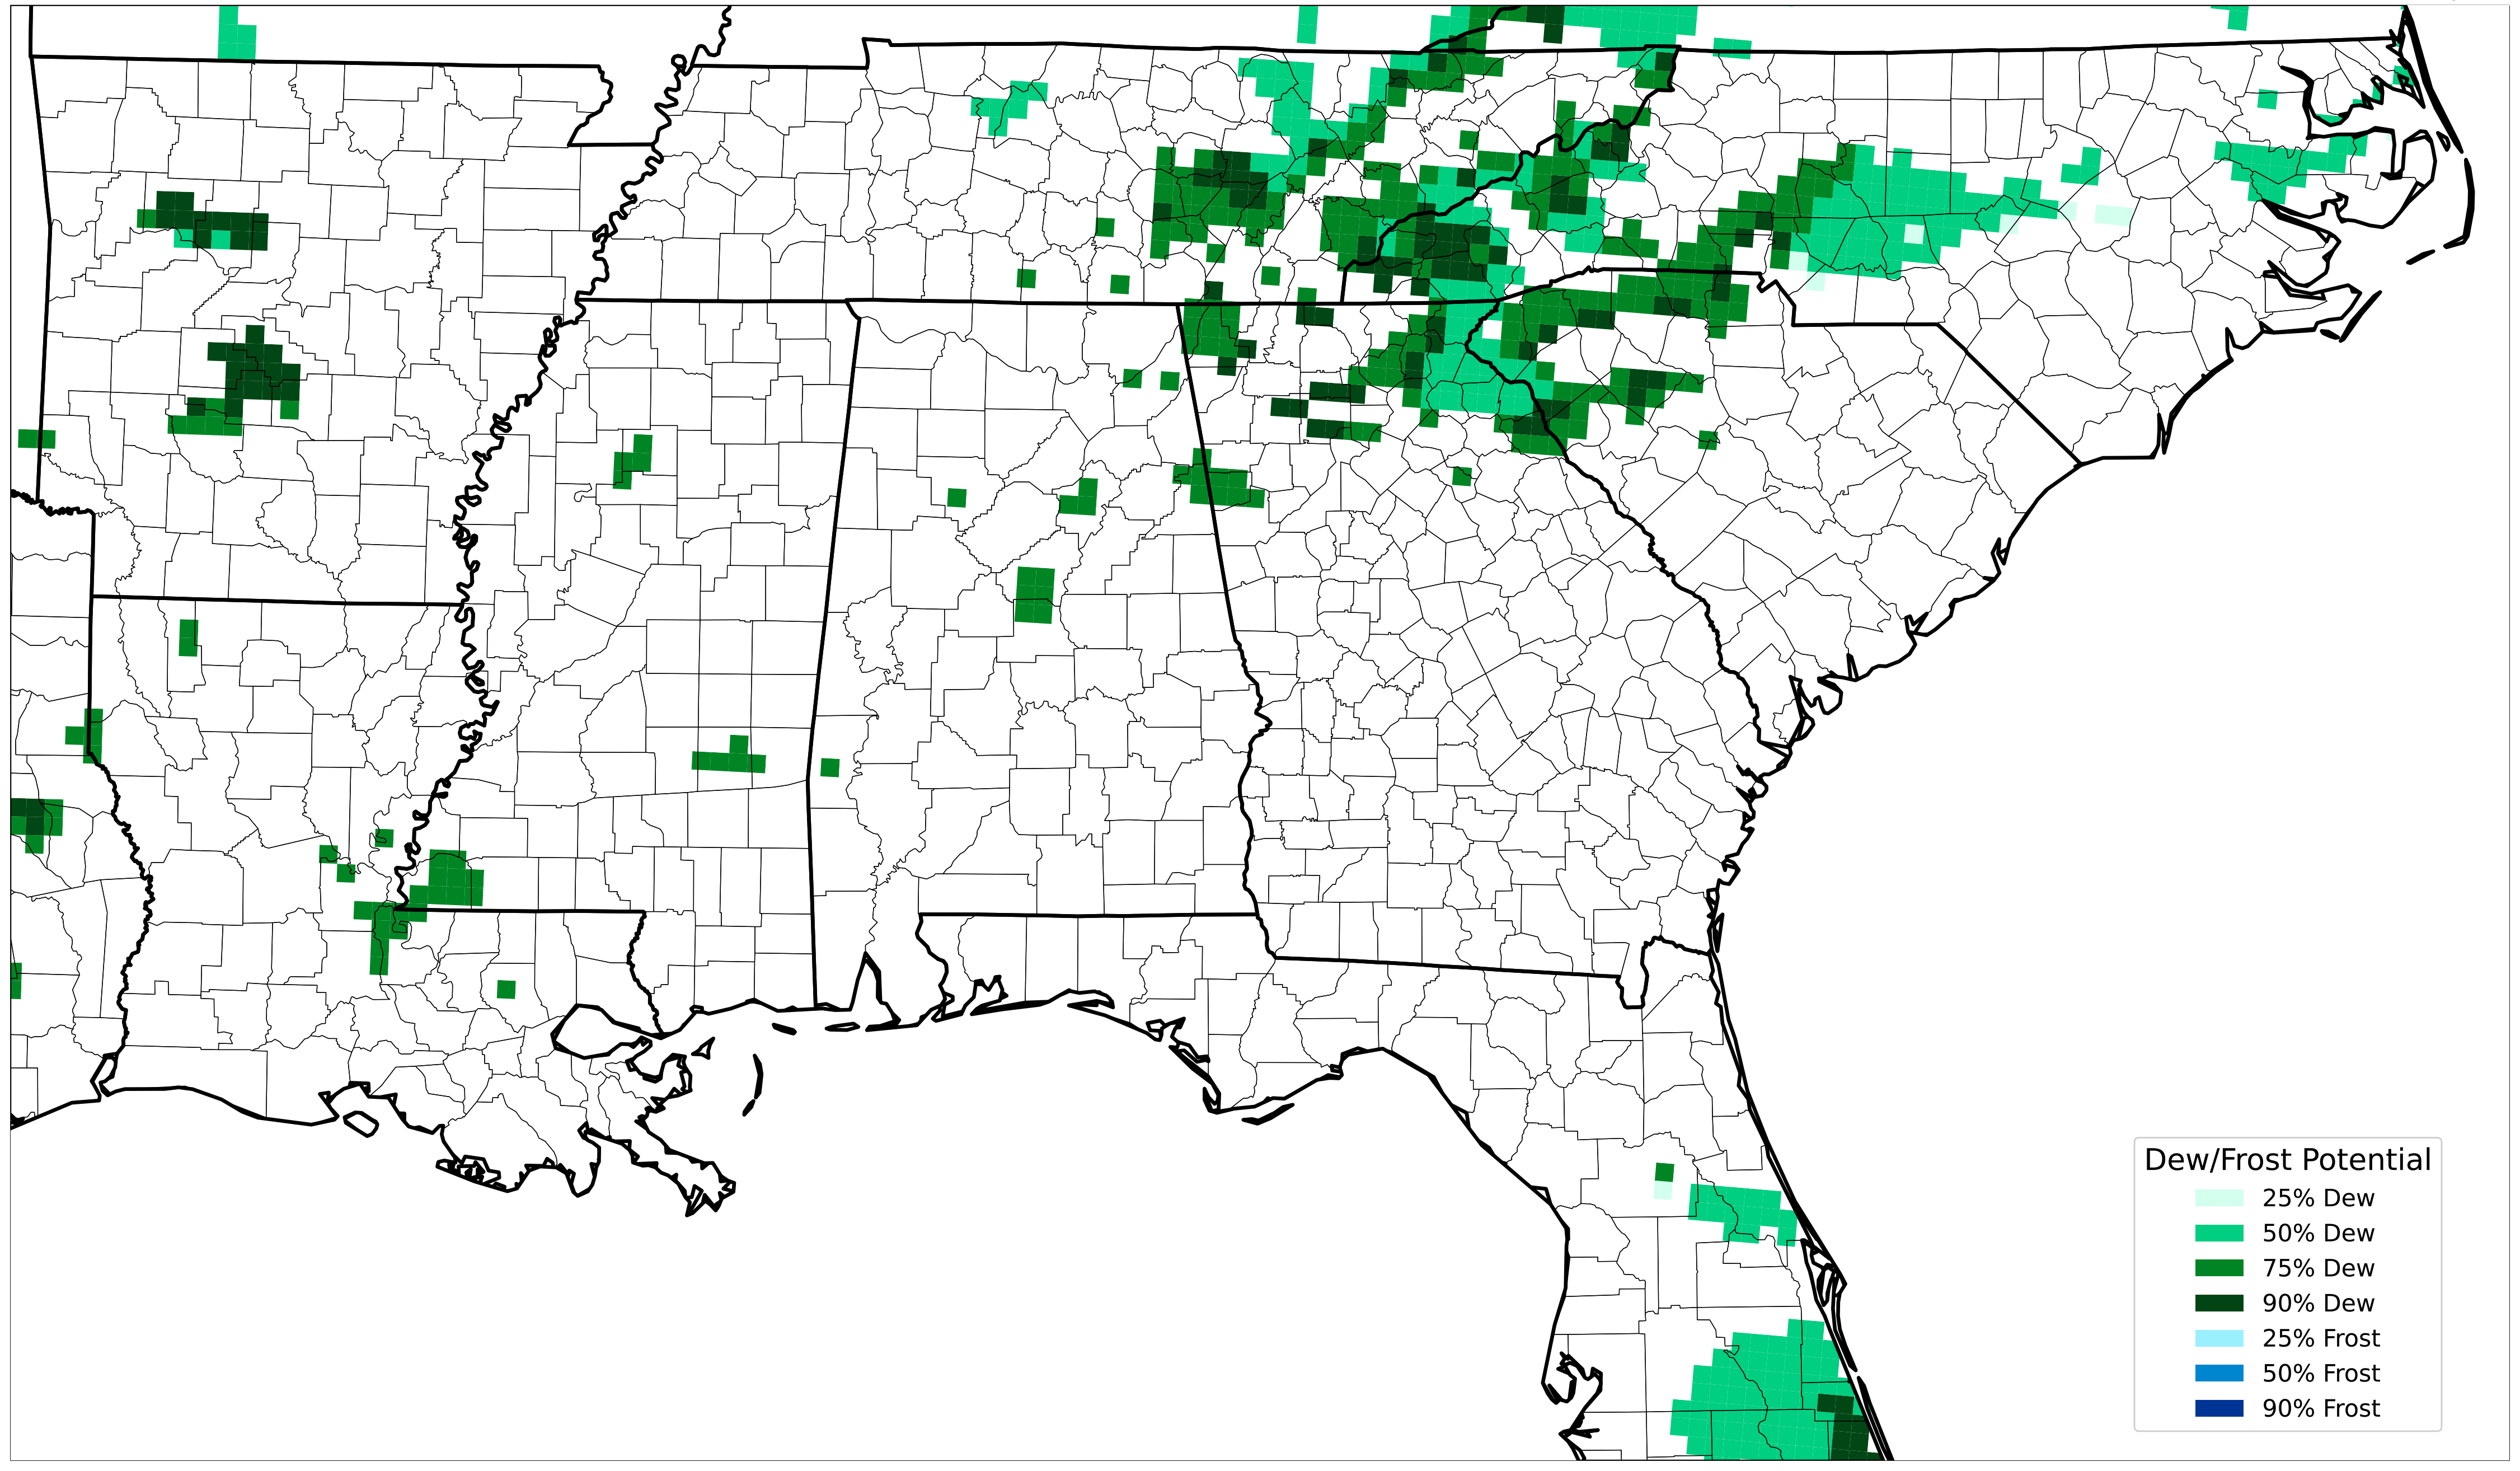 Dew/Frost Potential
25% Dew
50% Dew
75% Dew
90% Dew
25% Frost
50% Frost
90% Frost